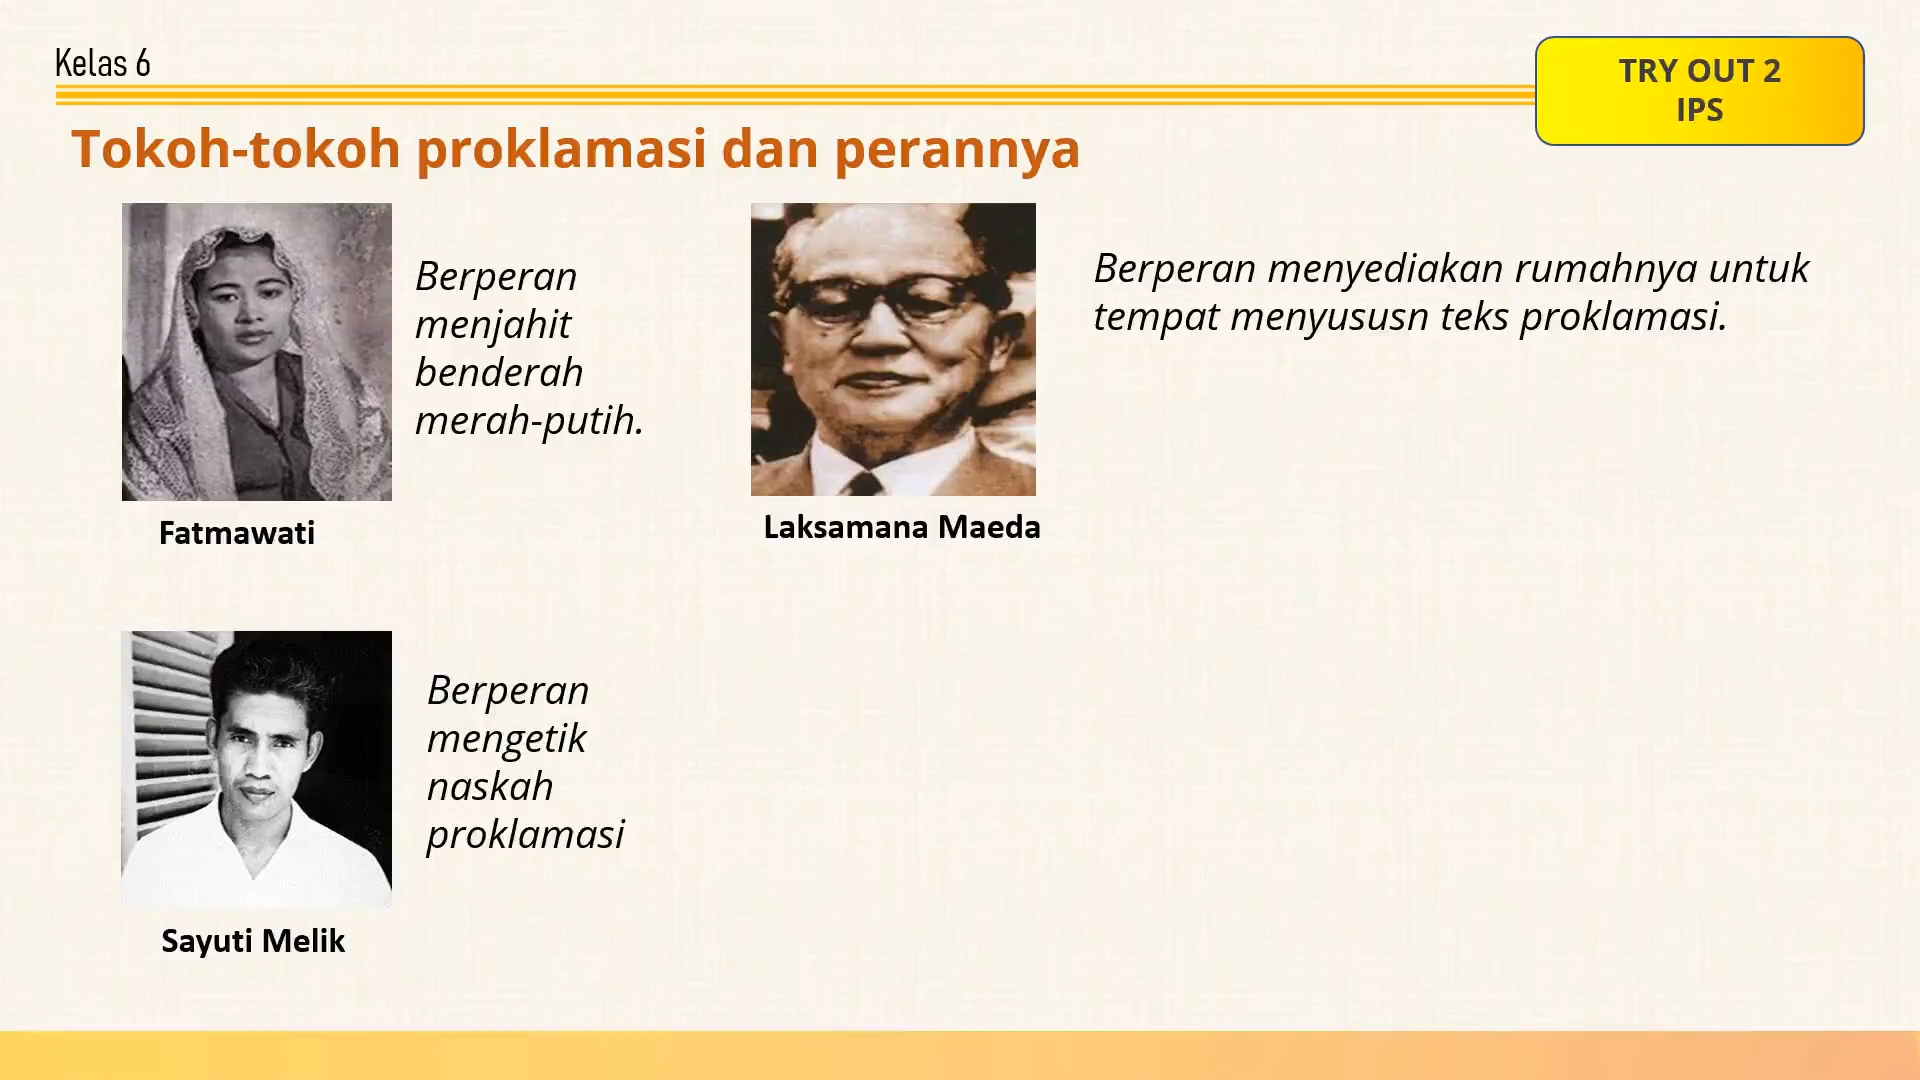 Kelas 6
TRY OUT 2
IPS
Tokoh-tokoh proklamasi dan perannya
Berperan
menjahit
benderah
merah-putih.
Fatmawati
Berperan menyediakan rumahnya untuk
tempat menyususn teks proklamasi.
Laksamana Maeda
Berperan
mengetik
naskah
proklamasi
Sayuti Melik